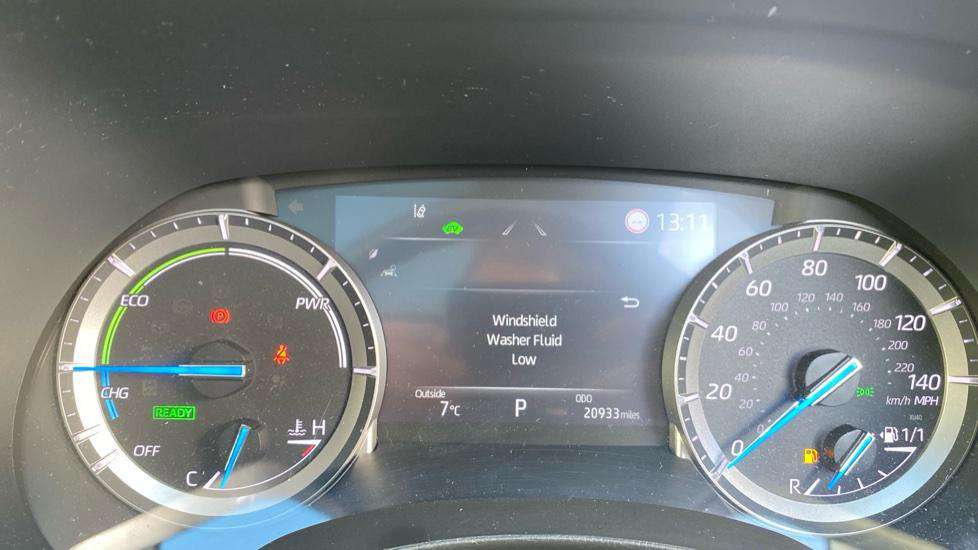 13:11
EV
ECO
PWR
P
CHG
READY
OFF
C
H
Windshield
Washer Fluid
Low
Outside
7°C
P
ODO
20933 miles
0
20
40
60
80
100
120
140
0
20
40
60
80
100
120
140
160
180
200
220
km/h MPH
R
1/1